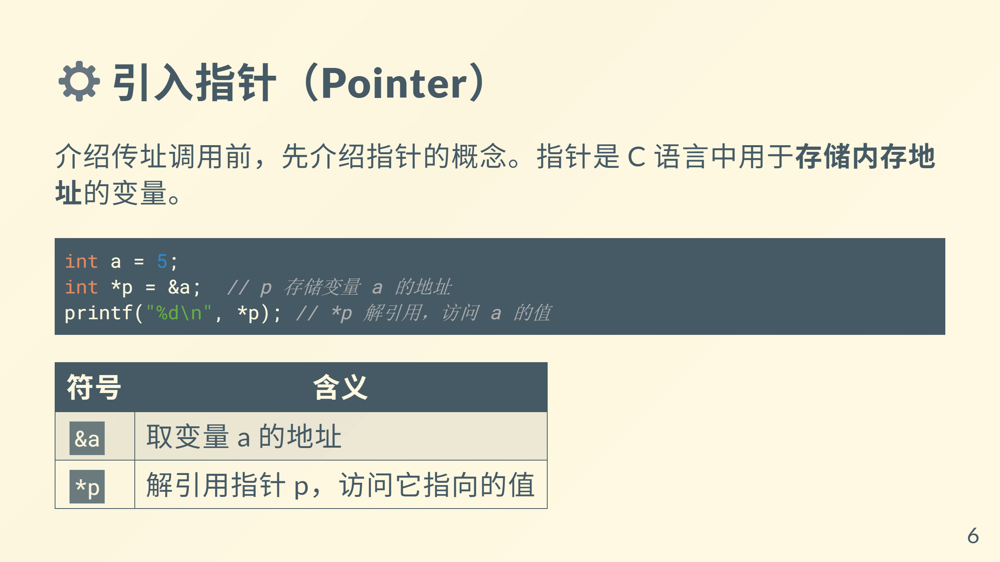 引入指针（Pointer）
介绍传址调用前，先介绍指针的概念。指针是 C 语言中用于存储内存地
址的变量。
int a = 5;
int *p = &a;  // p 存储变量 a 的地址
printf("%d\n", *p); // *p 解引用，访问 a 的值
符号 含义
&a 取变量 a 的地址
*p 解引用指针 p，访问它指向的值
6